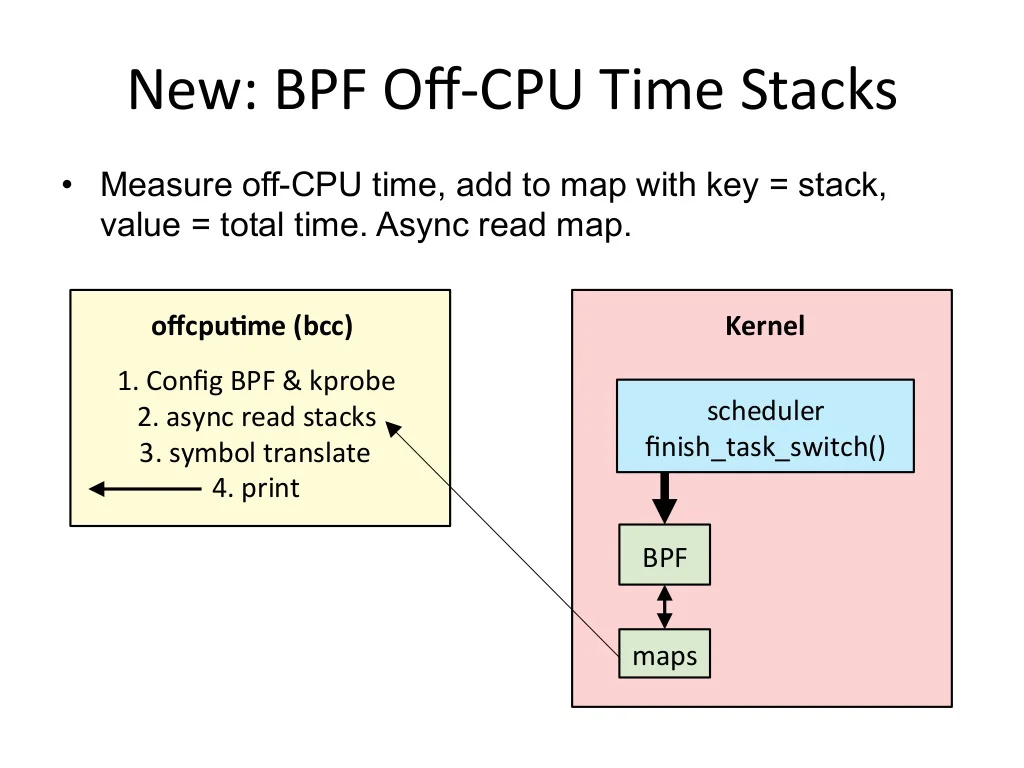 New: BPF Off-CPU Time Stacks
• Measure off-CPU time, add to map with key = stack,
value = total time. Async read map.
offcputime (bcc)
1. Config BPF & kprobe
2. async read stacks
3. symbol translate
4. print
Kernel
scheduler
finish_task_switch()
BPF
maps